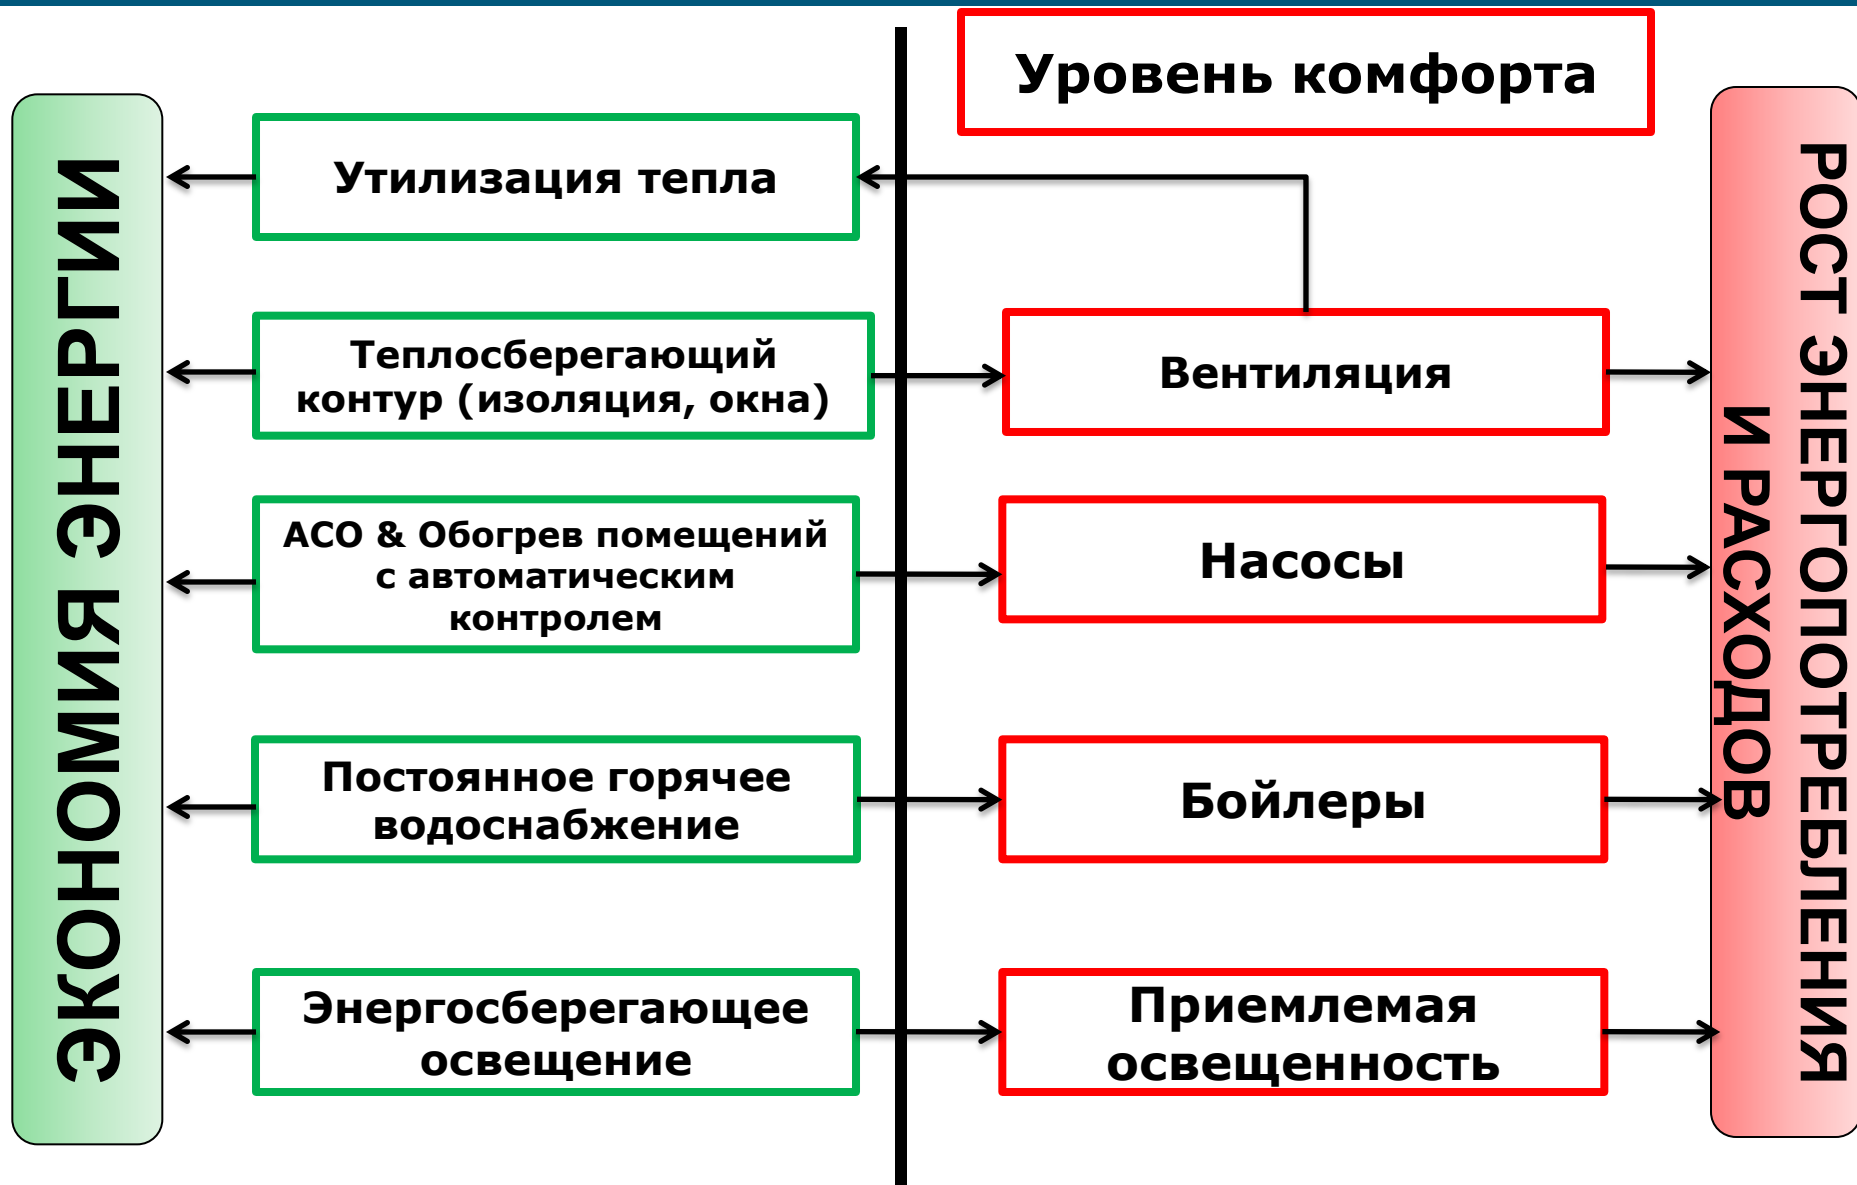 Уровень комфорта
ЭКОНОМИЯ ЭНЕРГИИ
Утилизация тепла
Теплосберегающий
контур (изоляция, окна)
Вентиляция
АСО & Обогрев помещений
с автоматическим
контролем
Насосы
Постоянное горячее
водоснабжение
Бойлеры
Энергосберегающее
освещение
Приемлемая
освещенность
РОСТ ЭНЕРГОПОТРЕБЛЕНИЯ
И РАСХОДОВ